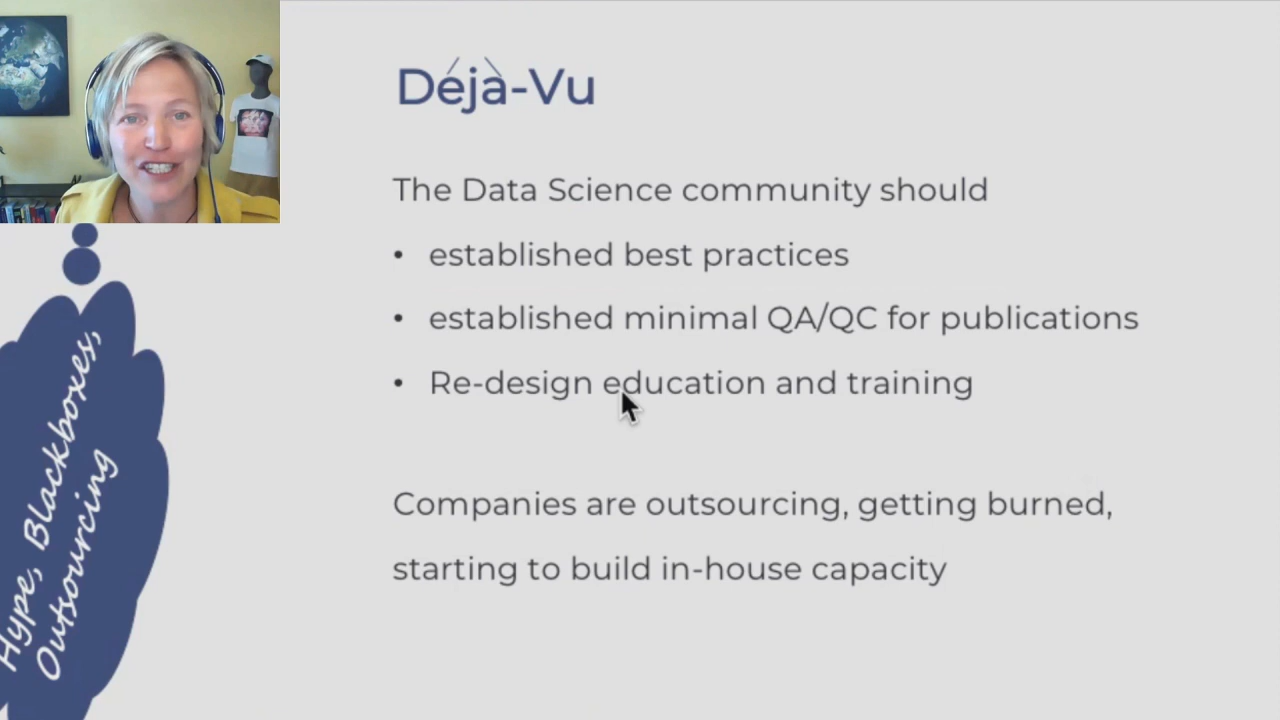 Déjà-Vu
The Data Science community should
• established best practices
• established minimal QA/QC for publications
• Re-design education and training
Companies are outsourcing, getting burned,
starting to build in-house capacity
Hype, Blackboxes,
Outsourcing